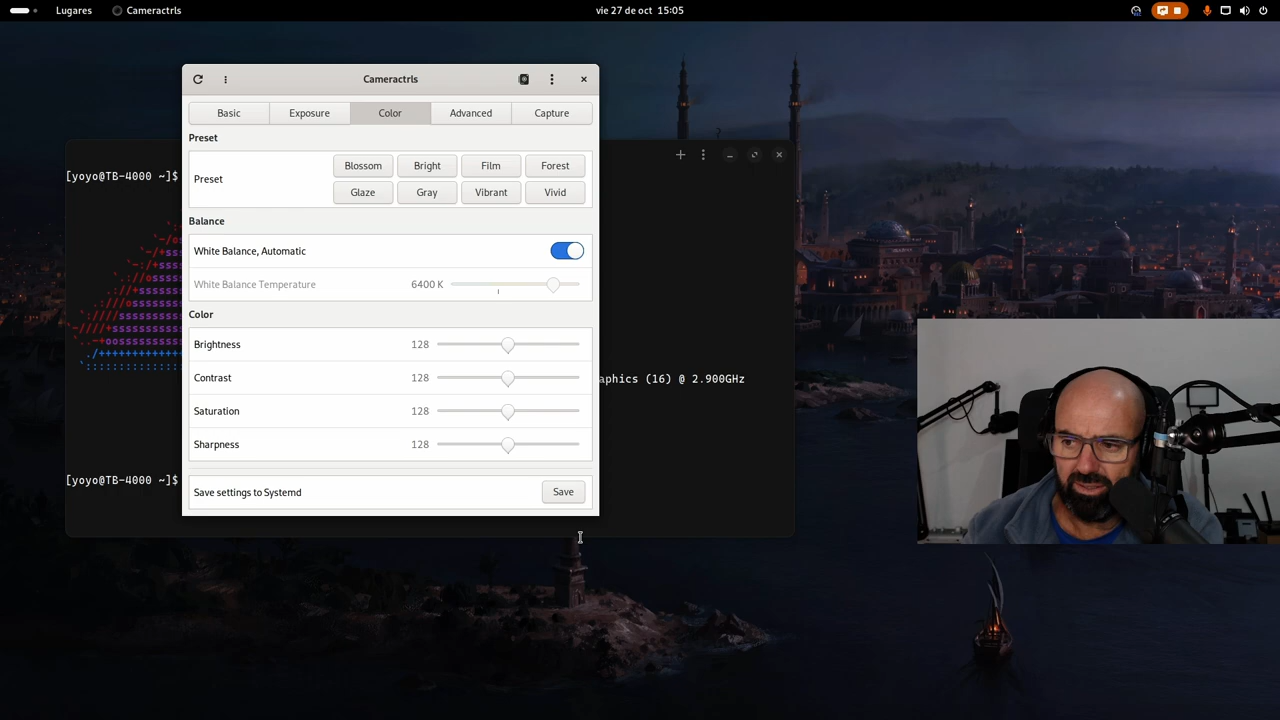 Lugares Cameractrls vie 27 de oct 15:05
Cameractrls
Basic Exposure Color Advanced Capture
Preset
Preset Blossom Bright Film Forest
Glaze Gray Vibrant Vivid
Balance
White Balance, Automatic
White Balance Temperature 6400 K
Color
Brightness 128
Contrast 128
Saturation 128
Sharpness 128
Save settings to Systemd Save
[yoyo@TB-4000 ~]$
aphics (16) @ 2.900GHz
[yoyo@TB-4000 ~]$